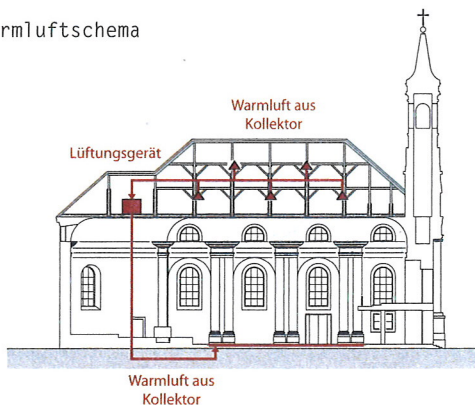 rmluftschema
Warmluft aus
Kollektor
Lüftungsgerät
Warmluft aus
Kollektor